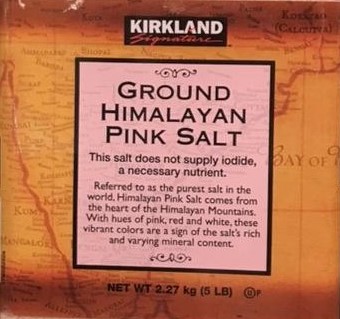 KIRKLAND
Signature
KOLKATO
(CALCUTTA)
GROUND
HIMALAYAN
PINK SALT
This salt does not supply iodide,
a necessary nutrient.
BAY OF
Referred to as the purest salt in the
world, Himalayan Pink Salt comes from
the heart of the Himalayan Mountains.
With hues of pink, red and white, these
vibrant colors are a sign of the salt's rich
and varying mineral content.
NET WT 2.27 kg (5 LB)